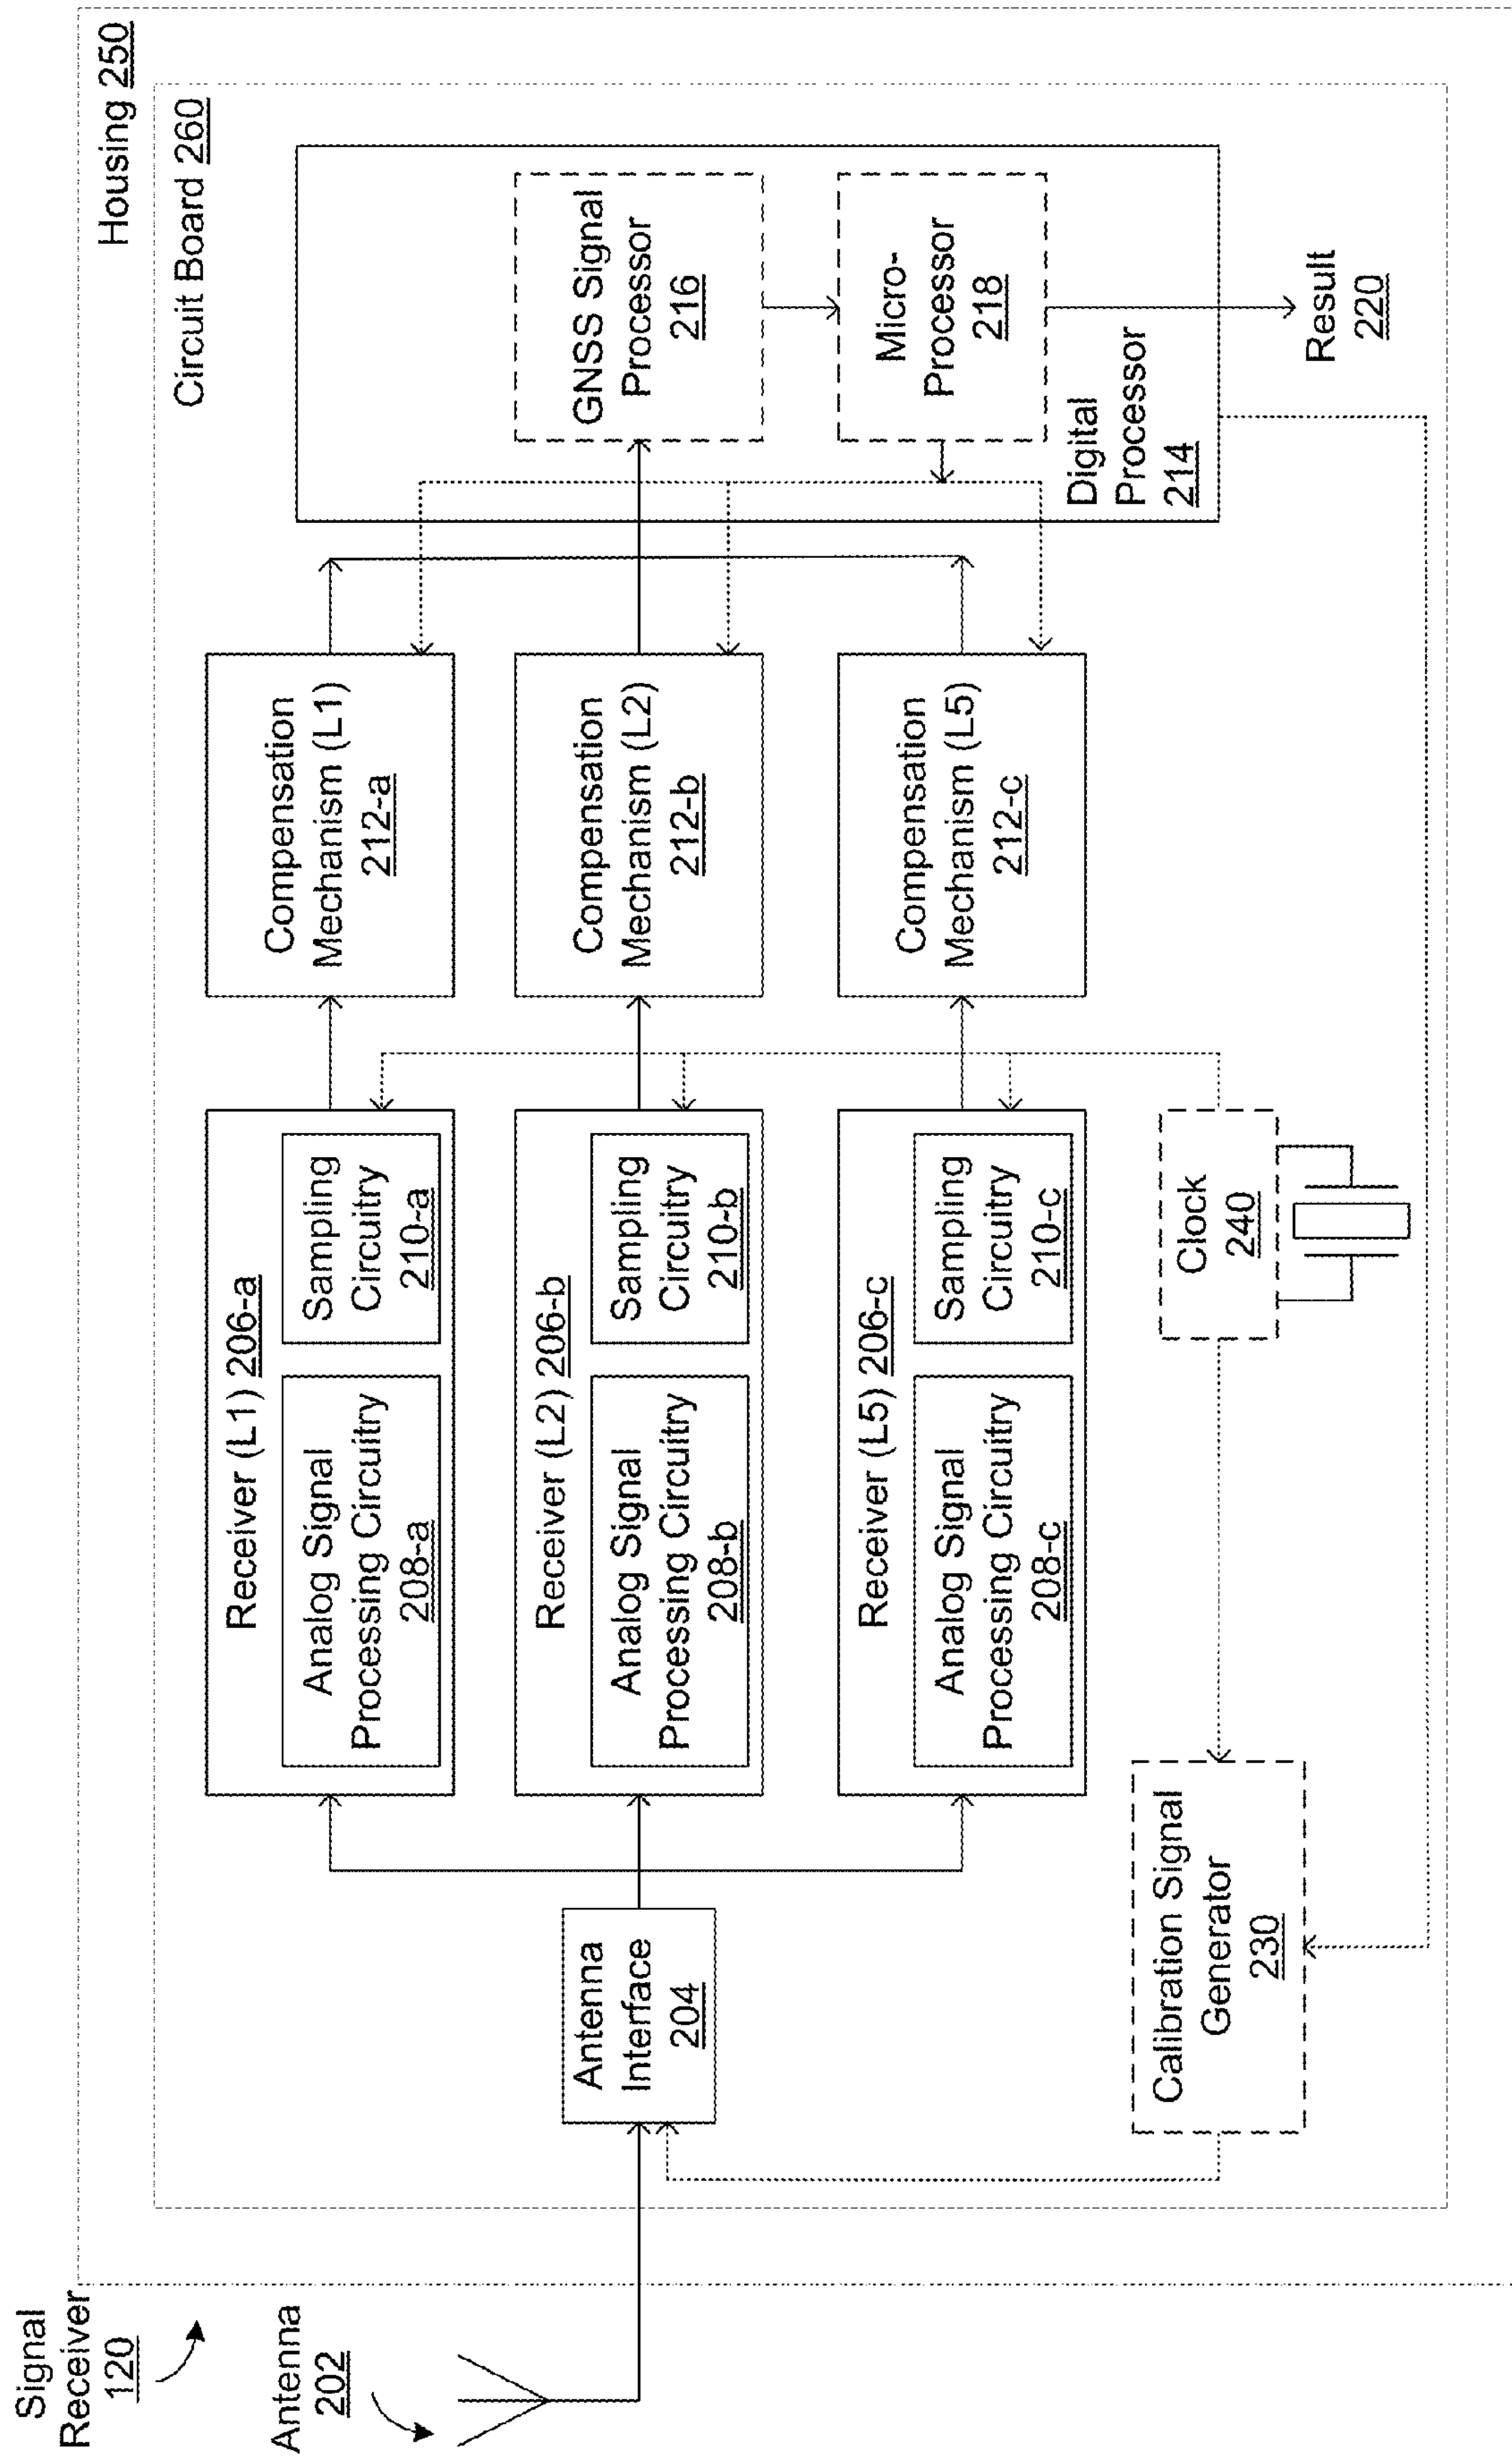 Signal
Receiver
120
Antenna
202
Housing 250
Circuit Board 260
Antenna
Interface
204
Receiver (L1) 206-a
Analog Signal
Processing Circuitry
208-a
Sampling
Circuitry
210-a
Compensation
Mechanism (L1)
212-a
Receiver (L2) 206-b
Analog Signal
Processing Circuitry
208-b
Sampling
Circuitry
210-b
Compensation
Mechanism (L2)
212-b
Receiver (L5) 206-c
Analog Signal
Processing Circuitry
208-c
Sampling
Circuitry
210-c
Compensation
Mechanism (L5)
212-c
GNSS Signal
Processor
216
Micro-
Processor
218
Digital
Processor
214
Calibration Signal
Generator
230
Clock
240
Result
220